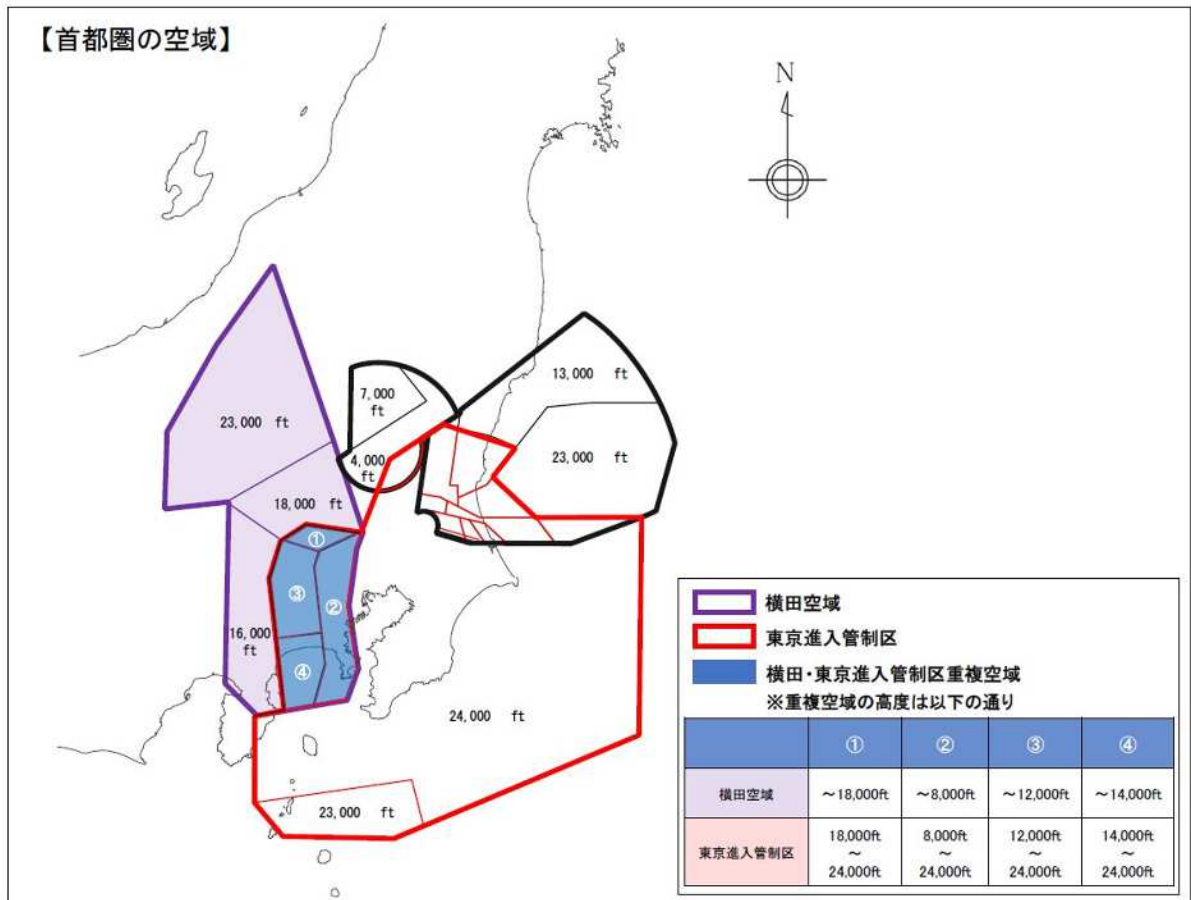 【首都圏の空域】
N
13,000 ft
7,000
ft
23,000 ft
4,000
ft
23,000 ft
18,000 ft
①
③
②
16,000
ft
④
24,000 ft
23,000 ft
横田空域
東京進入管制区
横田・東京進入管制区重複空域
※重複空域の高度は以下の通り
① ② ③ ④
横田空域 ～18,000ft ～8,000ft ～12,000ft ～14,000ft
東京進入管制区
18,000ft 8,000ft 12,000ft 14,000ft
～ ～ ～ ～
24,000ft 24,000ft 24,000ft 24,000ft